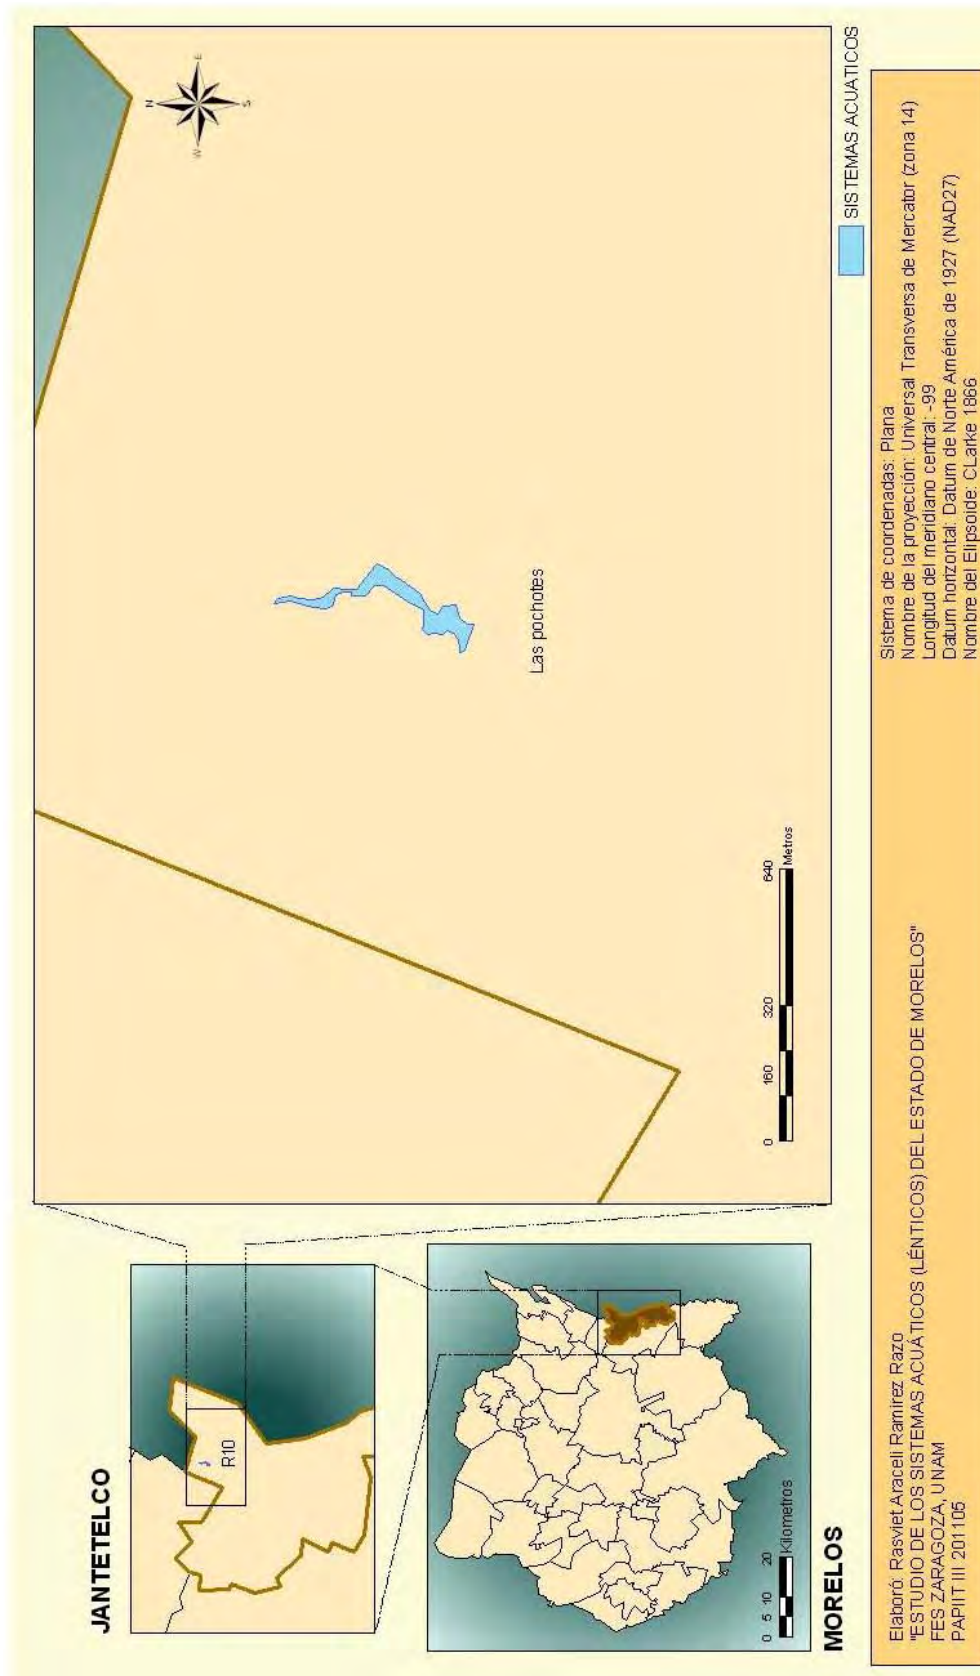 JANTETELCO
R10
MORELOS
0 5 10 20
Kilometros
N
W
E
S
Las pochotes
0 160 320 640
Metros
SISTEMAS ACUATICOS
Elaboró: Rasviet Araceli Ramírez Razo
"ESTUDIO DE LOS SISTEMAS ACUÁTICOS (LÉNTICOS) DEL ESTADO DE MORELOS"
FES ZARAGOZA, UNAM
PAPIIT III 201105
Sistema de coordenadas: Plana
Nombre de la proyección: Universal Transversa de Mercator (zona 14)
Longitud del meridiano central: -99
Datum horizontal: Datum de Norte América de 1927 (NAD27)
Nombre del Elipsoide: CLarke 1866